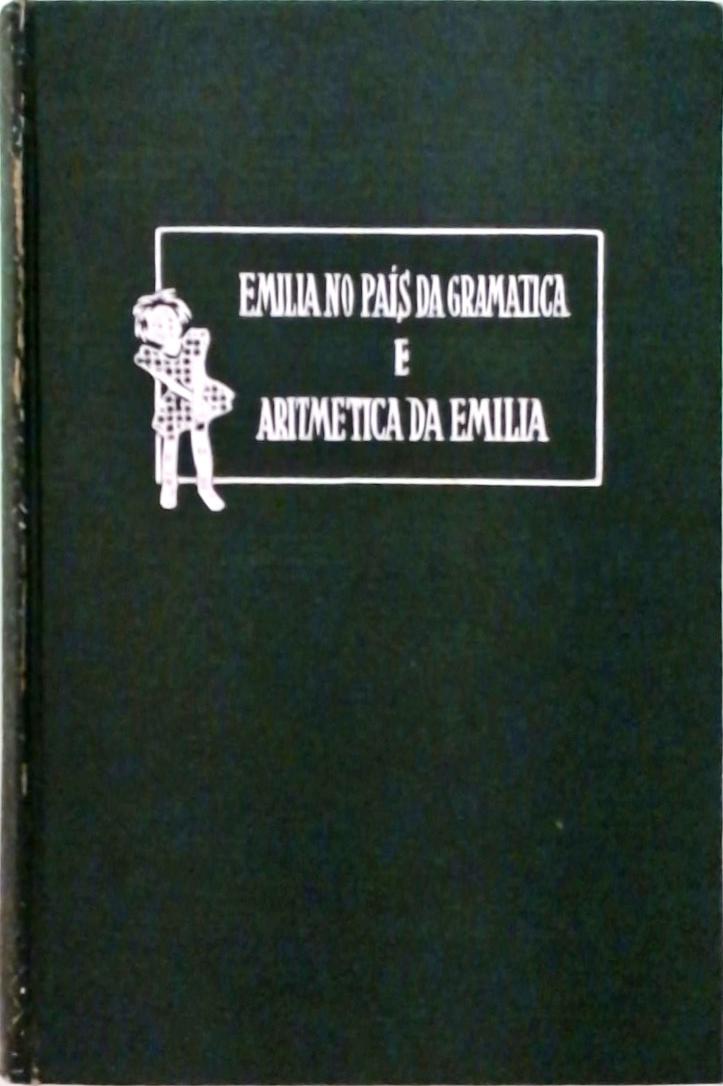 EMILIA NO PAÍS DA GRAMATICA
E
ARITMETICA DA EMILIA